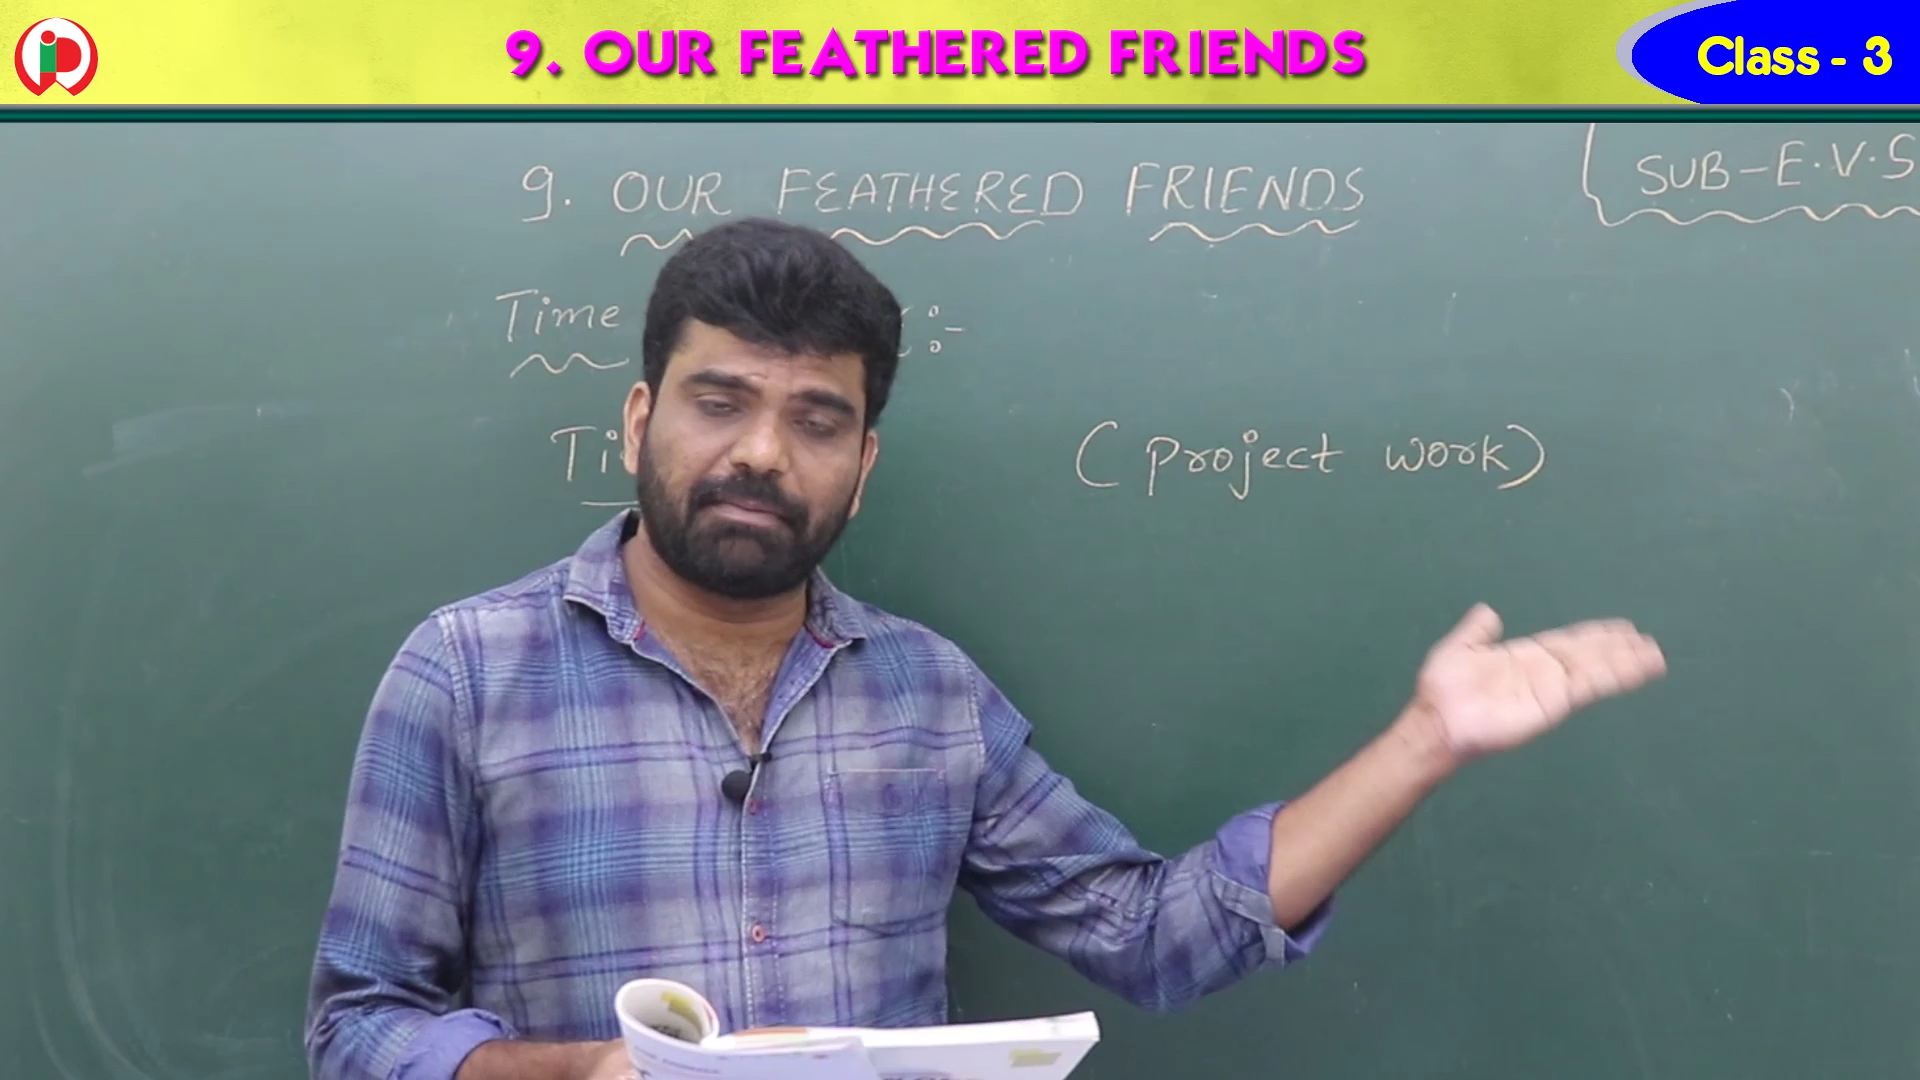 9. OUR FEATHERED FRIENDS
Class - 3
SUB-E.V.S
9. OUR FEATHERED FRIENDS
Time :-
(project work)